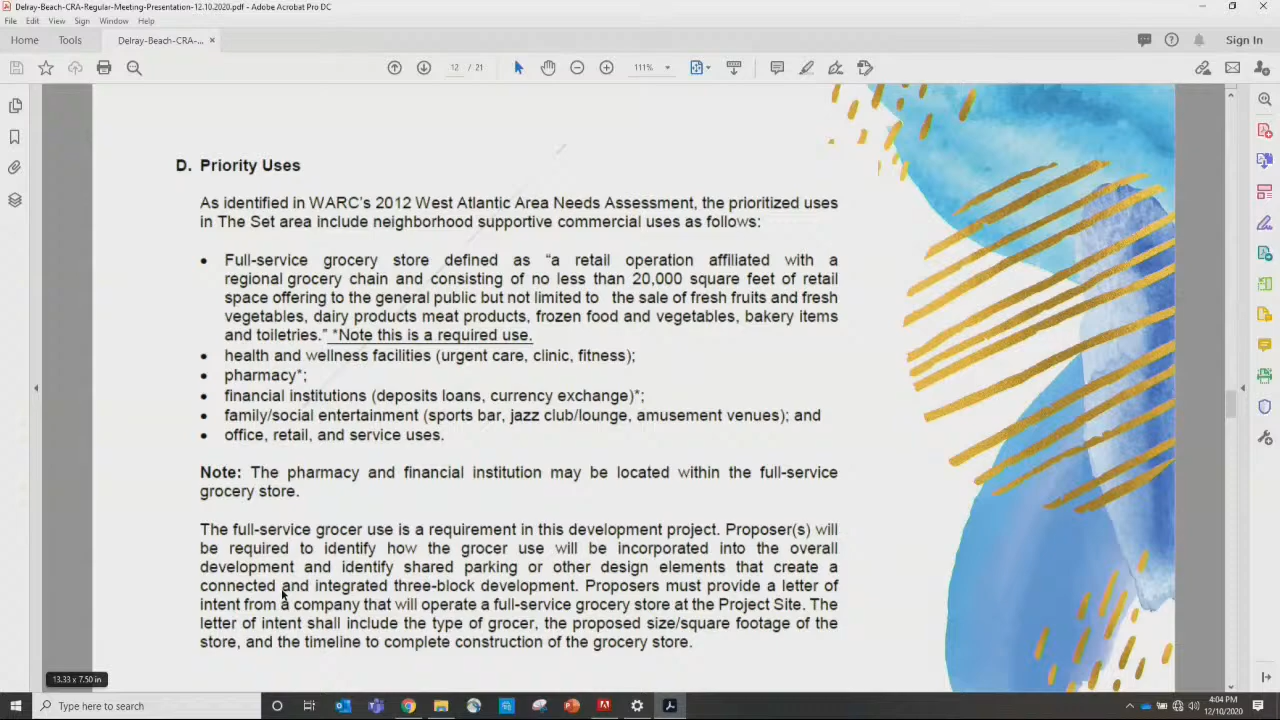 Delray-Beach-CRA-Regular-Meeting-Presentation-12.10.2020.pdf - Adobe Acrobat Pro DC
File Edit View Sign Window Help
Home Tools Delray-Beach-CRA-... × Sign In
12 / 21 111%
D. Priority Uses
As identified in WARC's 2012 West Atlantic Area Needs Assessment, the prioritized uses
in The Set area include neighborhood supportive commercial uses as follows:
• Full-service grocery store defined as "a retail operation affiliated with a
regional grocery chain and consisting of no less than 20,000 square feet of retail
space offering to the general public but not limited to the sale of fresh fruits and fresh
vegetables, dairy products meat products, frozen food and vegetables, bakery items
and toiletries." *Note this is a required use.
• health and wellness facilities (urgent care, clinic, fitness);
• pharmacy*;
• financial institutions (deposits loans, currency exchange)*;
• family/social entertainment (sports bar, jazz club/lounge, amusement venues); and
• office, retail, and service uses.
Note: The pharmacy and financial institution may be located within the full-service
grocery store.
The full-service grocer use is a requirement in this development project. Proposer(s) will
be required to identify how the grocer use will be incorporated into the overall
development and identify shared parking or other design elements that create a
connected and integrated three-block development. Proposers must provide a letter of
intent from a company that will operate a full-service grocery store at the Project Site. The
letter of intent shall include the type of grocer, the proposed size/square footage of the
store, and the timeline to complete construction of the grocery store.
13.33 x 7.50 in
Type here to search
4:04 PM
12/10/2020